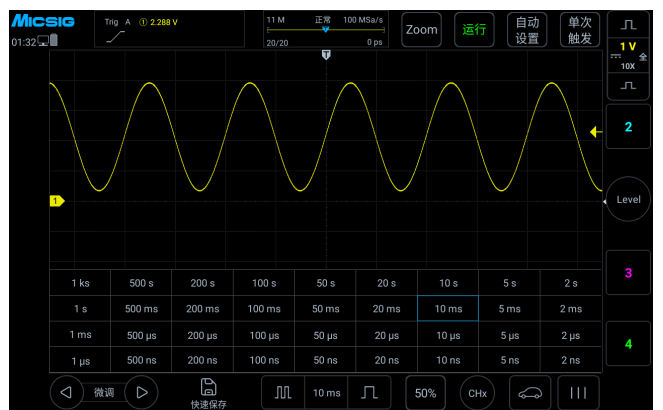 MICSIG
Trig A ① 2.288 V
11 M 正常 100 MSa/s
20/20 0 ps
Zoom
运行
自动
设置
单次
触发
01:32
1 V
全
10X
T
2
1
Level
3
4
1 ks 500 s 200 s 100 s 50 s 20 s 10 s 5 s 2 s
1 s 500 ms 200 ms 100 ms 50 ms 20 ms 10 ms 5 ms 2 ms
1 ms 500 μs 200 μs 100 μs 50 μs 20 μs 10 μs 5 μs 2 μs
1 μs 500 ns 200 ns 100 ns 50 ns 20 ns 10 ns 5 ns 2 ns
微调
快速保存
10 ms
50%
CHx